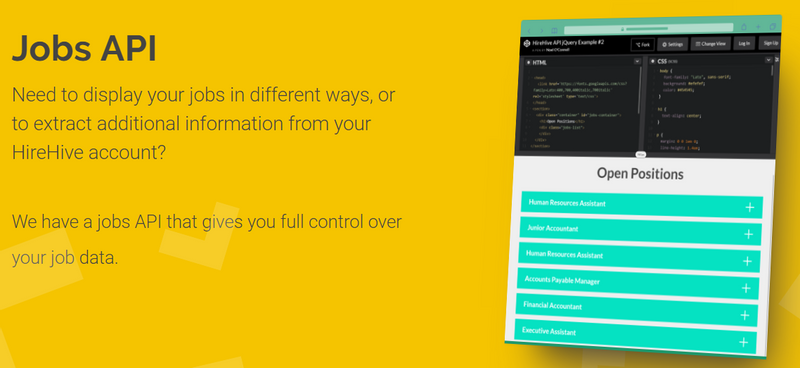 Jobs API
Need to display your jobs in different ways, or
to extract additional information from your
HireHive account?
We have a jobs API that gives you full control over
your job data.
HireHive API jQuery Example #2
Fork
Settings
Change View
Log In
Sign Up
HTML
CSS
Open Positions
Human Resources Assistant
Junior Accountant
Human Resources Assistant
Accounts Payable Manager
Financial Accountant
Executive Assistant